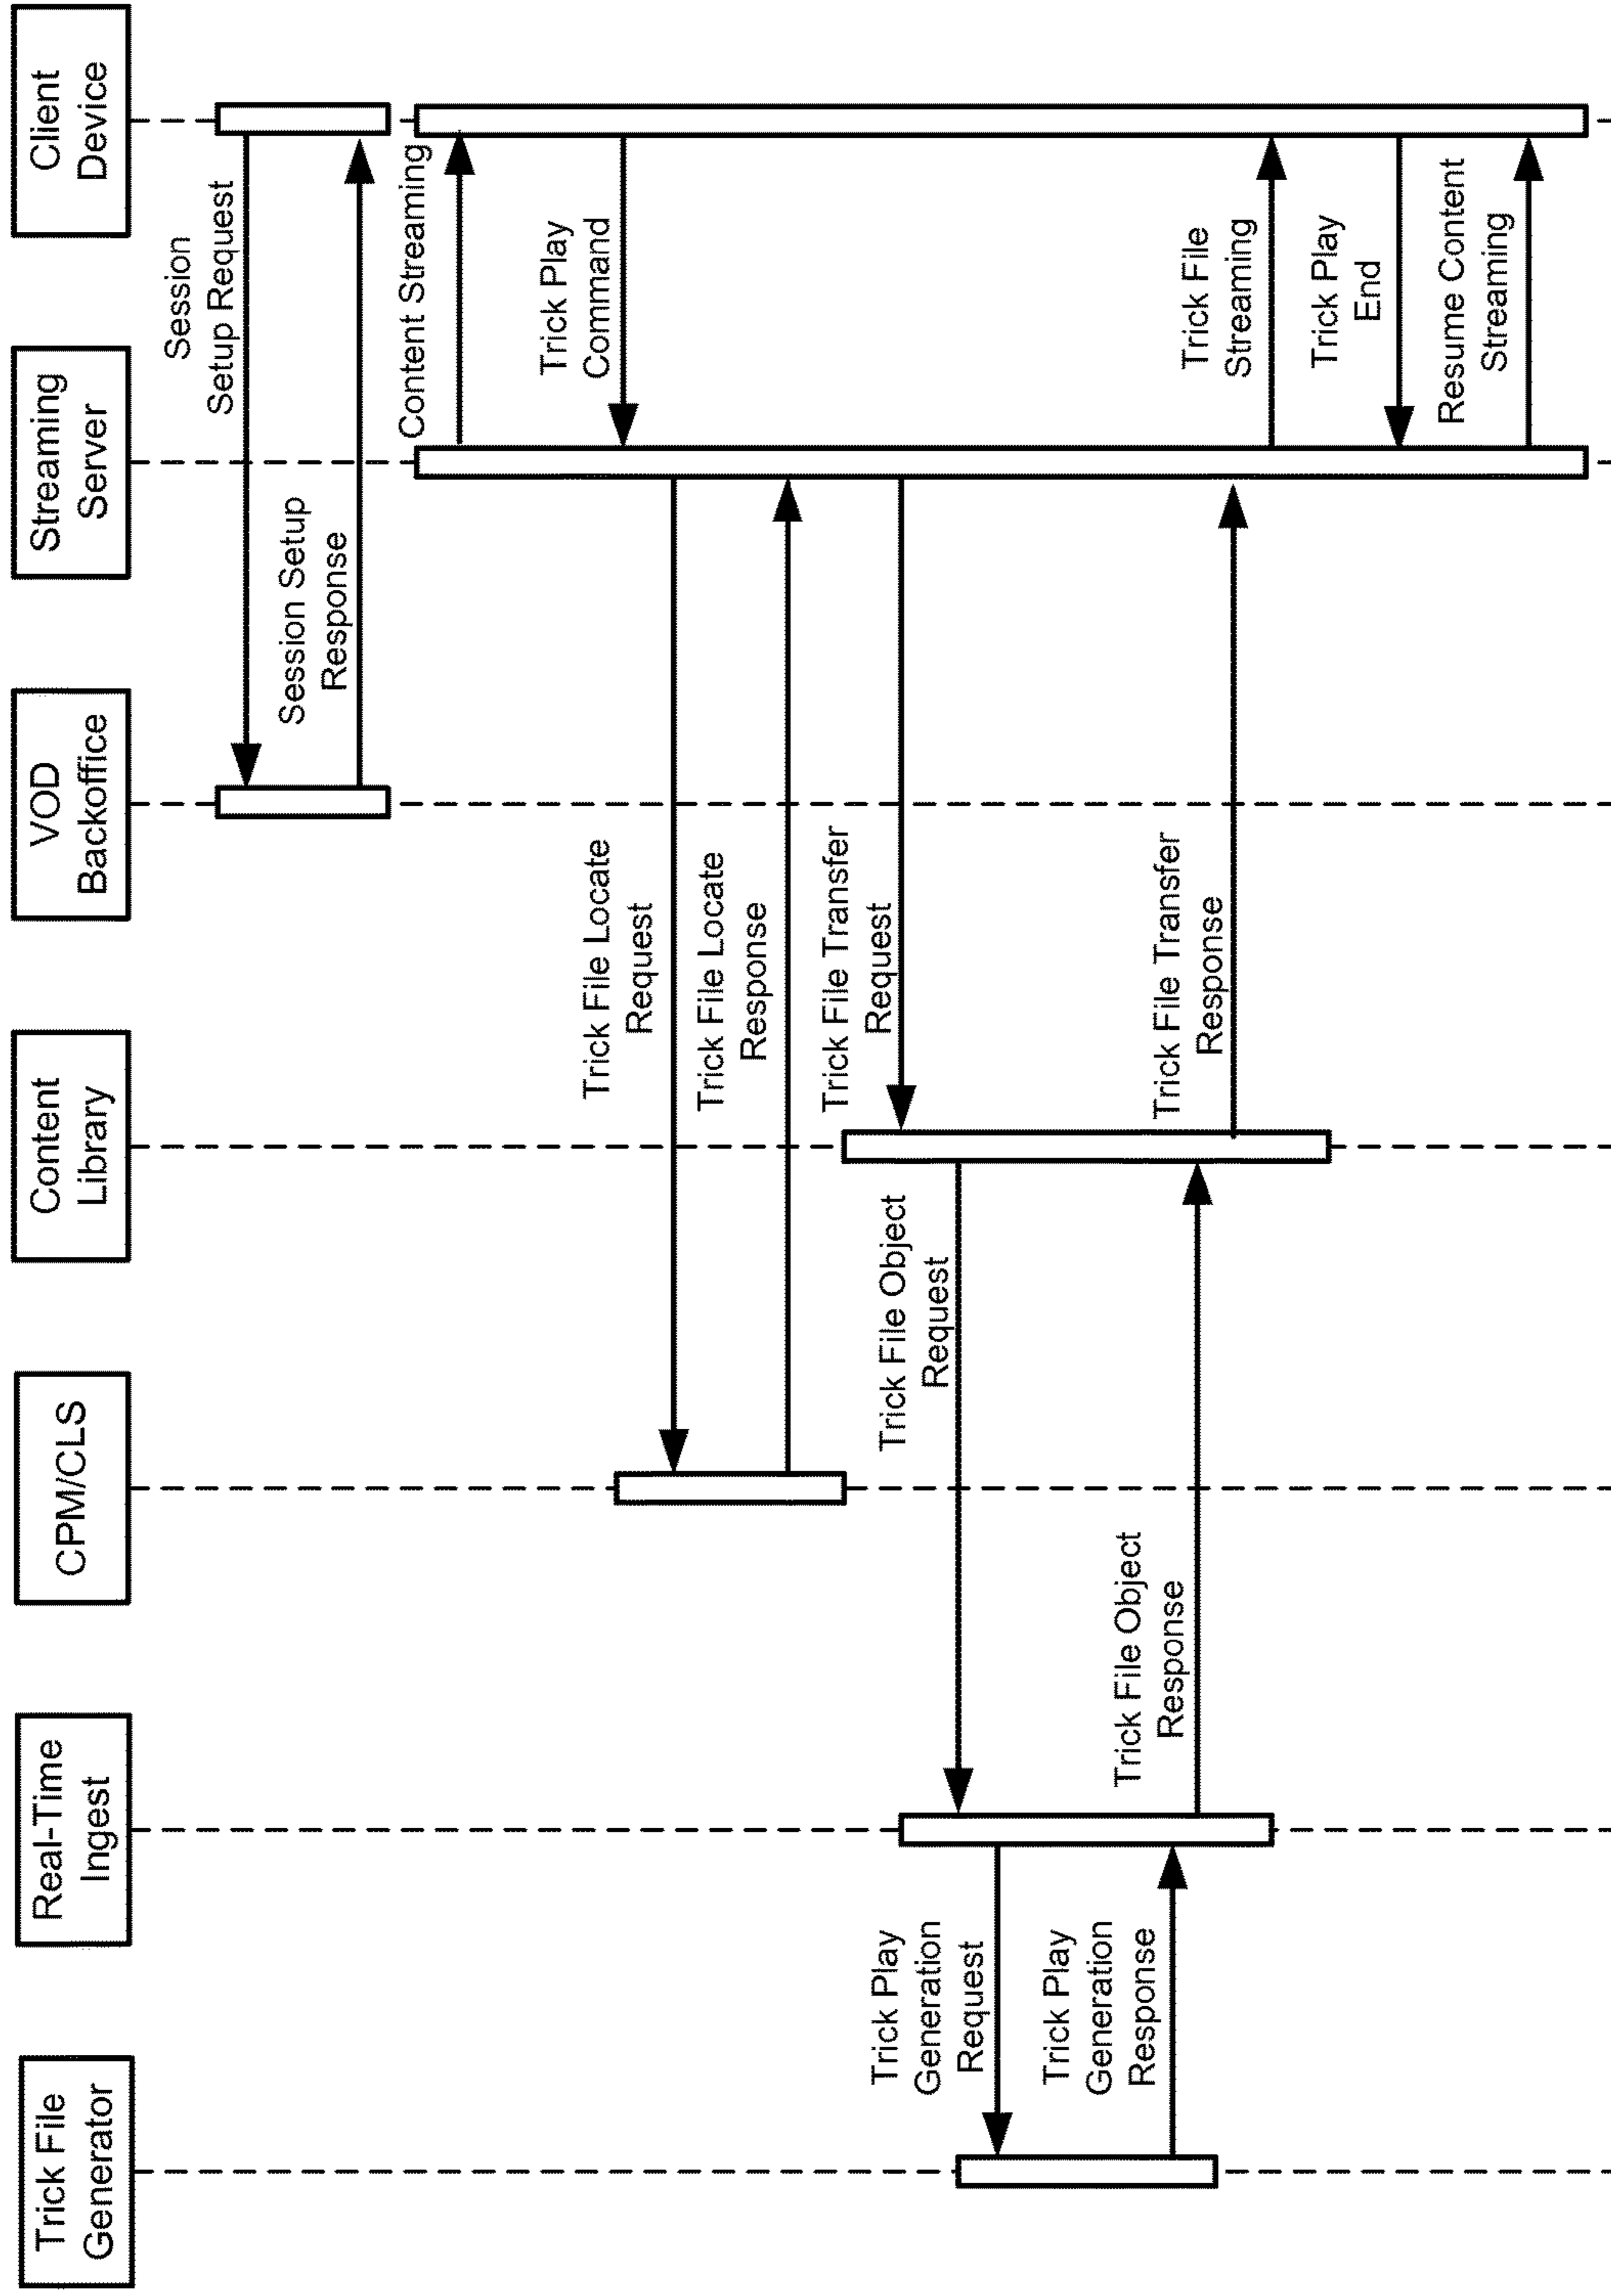 Trick File
Generator
Real-Time
Ingest
CPM/CLS
Content
Library
VOD
Backoffice
Streaming
Server
Client
Device
Session
Setup Request
Session Setup
Response
Content Streaming
Trick Play
Command
Trick File Locate
Request
Trick File Locate
Response
Trick File Transfer
Request
Trick File Object
Request
Trick Play
Generation
Request
Trick Play
Generation
Response
Trick File Object
Response
Trick File Transfer
Response
Trick File
Streaming
Trick Play
End
Resume Content
Streaming